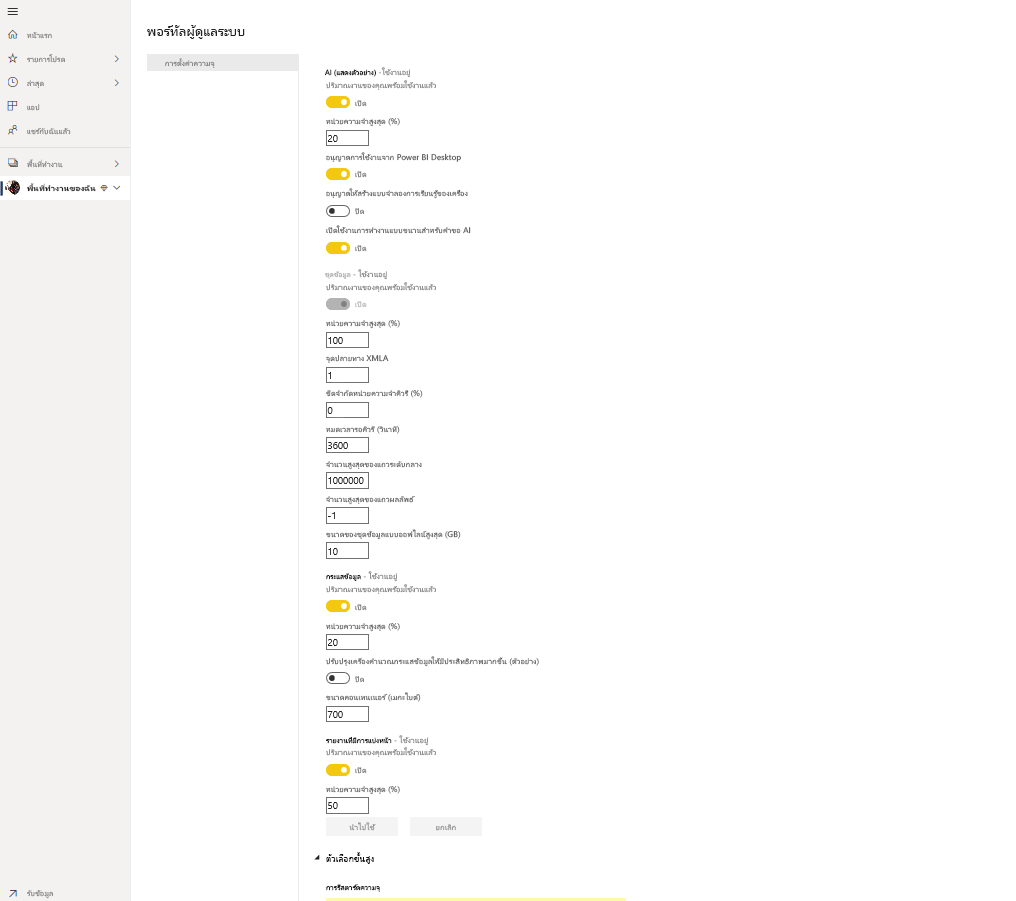 พอร์ทัลผู้ดูแลระบบ
หน้าแรก
รายการโปรด
ล่าสุด
แอป
แชร์กับฉันแล้ว
พื้นที่ทำงาน
พื้นที่ทำงานของฉัน
รับข้อมูล
การตั้งค่าความจุ
AI (แสดงตัวอย่าง) - ใช้งานอยู่
ปริมาณงานของคุณพร้อมใช้งานแล้ว
เปิด
หน่วยความจำสูงสุด (%)
20
อนุญาตการใช้งานจาก Power BI Desktop
เปิด
อนุญาตให้สร้างแบบจำลองการเรียนรู้ของเครื่อง
ปิด
เปิดใช้งานการทำงานแบบขนานสำหรับคำขอ AI
เปิด
ชุดข้อมูล - ใช้งานอยู่
ปริมาณงานของคุณพร้อมใช้งานแล้ว
เปิด
หน่วยความจำสูงสุด (%)
100
จุดปลายทาง XMLA
1
ขีดจำกัดหน่วยความจำคิวรี (%)
0
หมดเวลารอคิวรี (วินาที)
3600
จำนวนสูงสุดของแถวระดับกลาง
1000000
จำนวนสูงสุดของแถวผลลัพธ์
-1
ขนาดของชุดข้อมูลแบบออฟไลน์สูงสุด (GB)
10
กระแสข้อมูล - ใช้งานอยู่
ปริมาณงานของคุณพร้อมใช้งานแล้ว
เปิด
หน่วยความจำสูงสุด (%)
20
ปรับปรุงเครื่องคำนวณกระแสข้อมูลให้มีประสิทธิภาพมากขึ้น (ตัวอย่าง)
ปิด
ขนาดคอนเทนเนอร์ (เมกะไบต์)
700
รายงานที่มีการแบ่งหน้า - ใช้งานอยู่
ปริมาณงานของคุณพร้อมใช้งานแล้ว
เปิด
หน่วยความจำสูงสุด (%)
50
นำไปใช้ ยกเลิก
ตัวเลือกขั้นสูง
การรีสตาร์ตความจุ